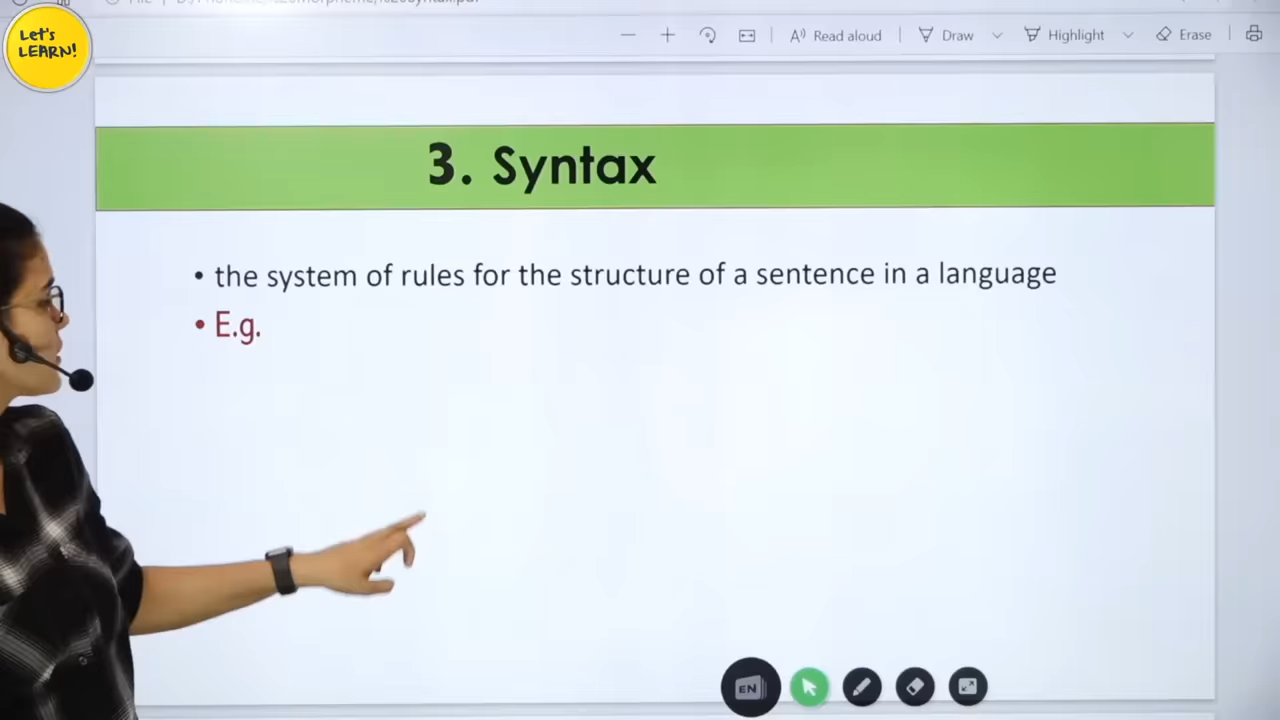 Let's
LEARN!
Read aloud
Draw
Highlight
Erase
3. Syntax
• the system of rules for the structure of a sentence in a language
• E.g.
EN